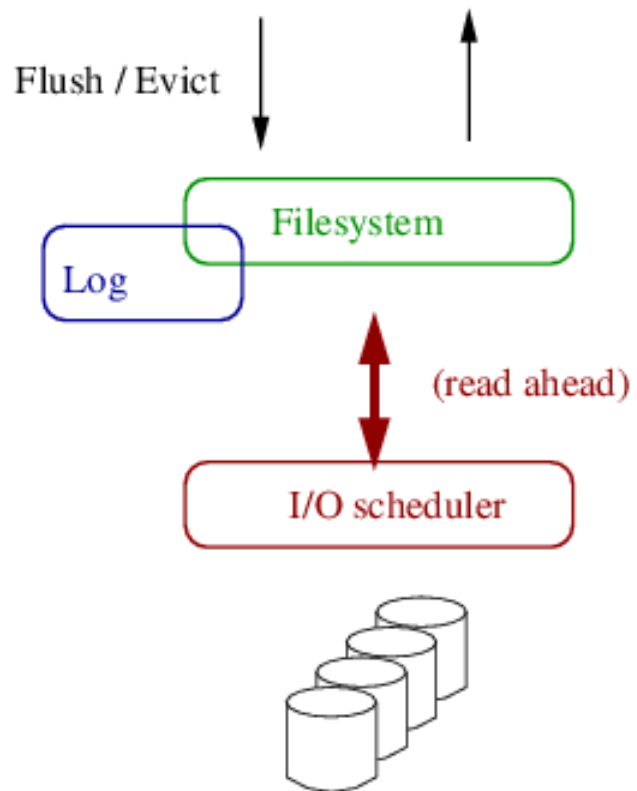 Flush / Evict
Filesystem
Log
(read ahead)
I/O scheduler